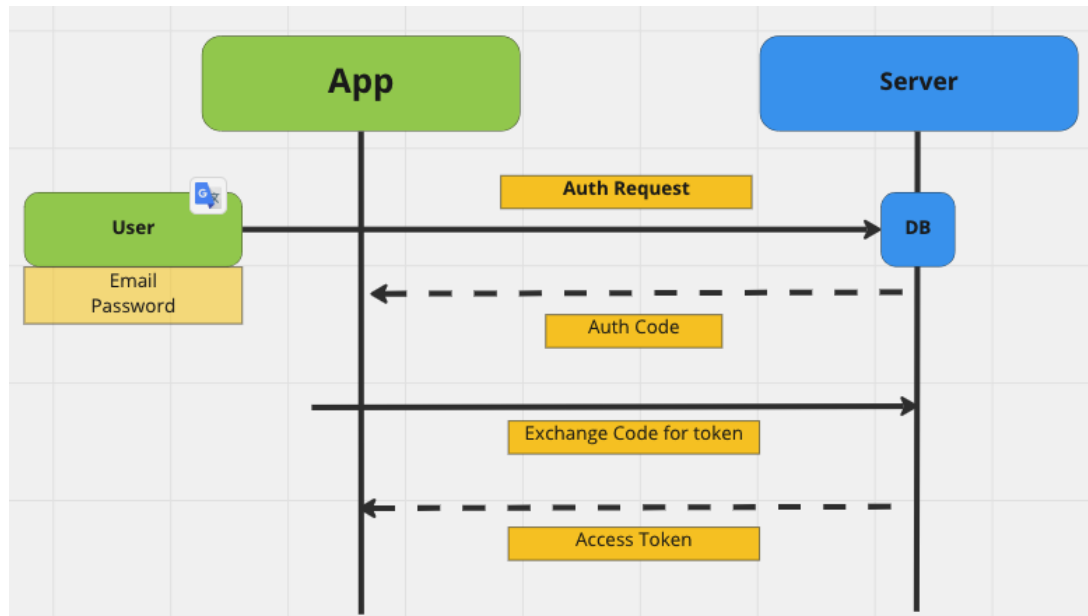 App
Server
Auth Request
User
DB
Email
Password
Auth Code
Exchange Code for token
Access Token